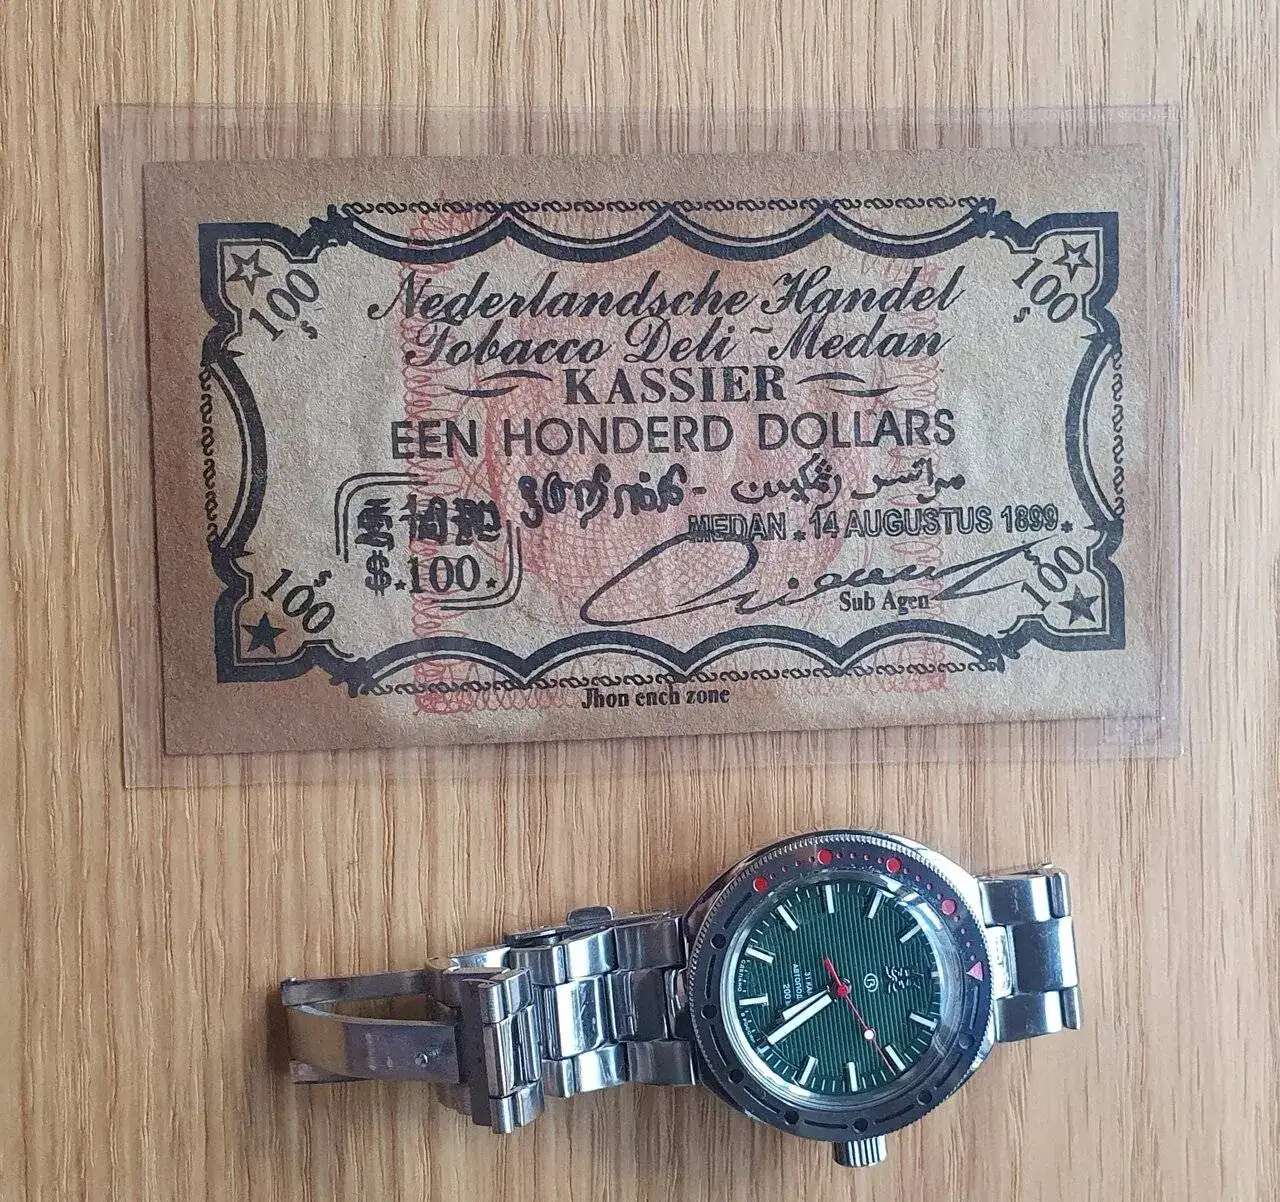 100$
100$
Nederlandsche Handel
Tobacco Deli ~ Medan
KASSIER
EEN HONDERD DOLLARS
MEDAN . 14 AUGUSTUS 1899.
$.100.
Sub Agen
100$
100$
Jhon ench zone
200